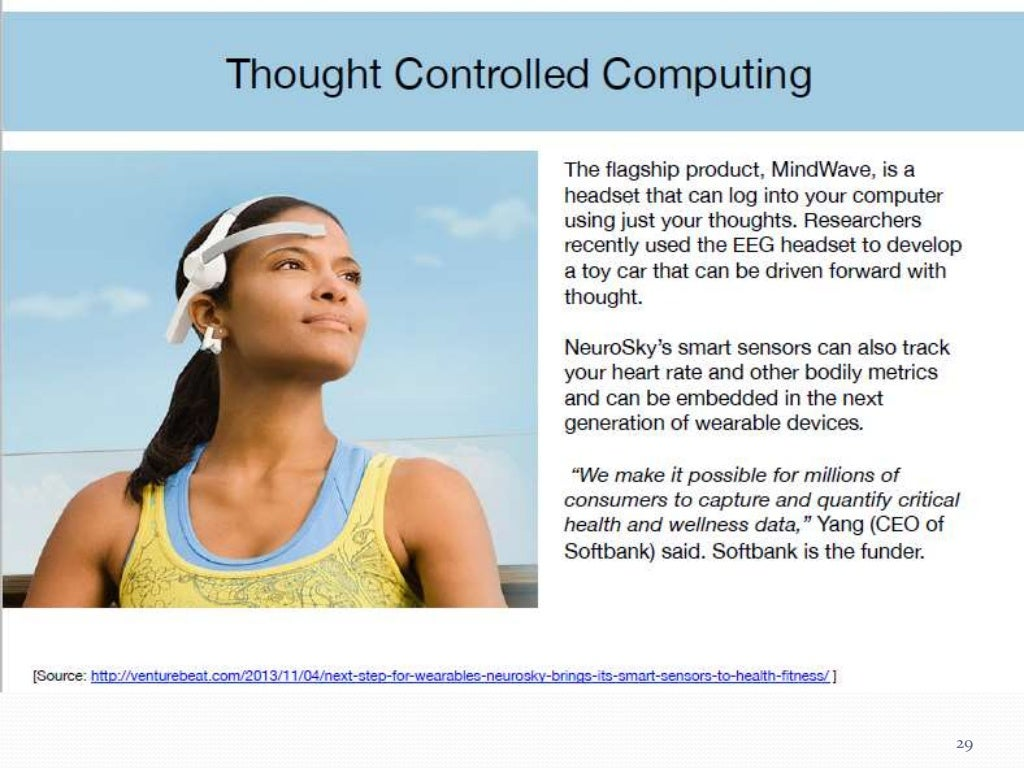 Thought Controlled Computing
The flagship product, MindWave, is a
headset that can log into your computer
using just your thoughts. Researchers
recently used the EEG headset to develop
a toy car that can be driven forward with
thought.
NeuroSky’s smart sensors can also track
your heart rate and other bodily metrics
and can be embedded in the next
generation of wearable devices.
“We make it possible for millions of
consumers to capture and quantify critical
health and wellness data,” Yang (CEO of
Softbank) said. Softbank is the funder.
[Source: http://venturebeat.com/2013/11/04/next-step-for-wearables-neurosky-brings-its-smart-sensors-to-health-fitness/ ]
29